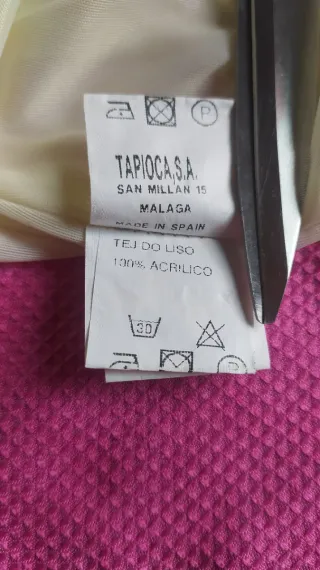 P
TAPIOCA,S.A.
SAN MILLAN 15
MALAGA
MADE IN SPAIN
TEJ DO LISO
100% ACRILICO
30
P